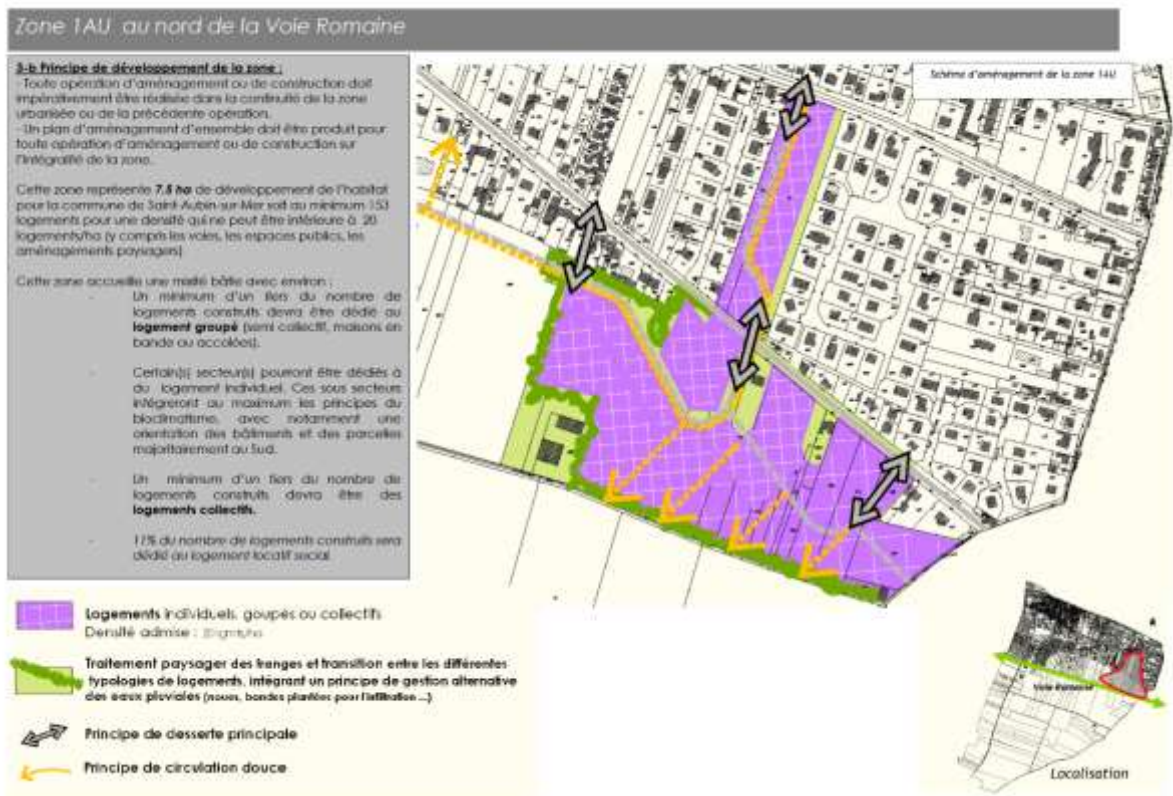 Zone 1AU au nord de la Voie Romaine
3-b Principe de développement de la zone :
- Toute opération d'aménagement ou de construction doit
impérativement être réalisée dans la continuité de la zone
urbanisée ou de la précédente opération.
- Un plan d'aménagement d'ensemble doit être produit pour
toute opération d'aménagement ou de construction sur
l'intégralité de la zone.
Cette zone représente 7,5 ha de développement de l'habitat
pour la commune de Saint-Aubin-sur-Mer soit au minimum 153
logements pour une densité qui ne peut être inférieure à 20
logements/ha (y compris les voies, les espaces publics, les
aménagements paysagers)
Cette zone accueille une mixité bâtie avec environ :
- Un minimum d'un tiers du nombre de
logements construits devra être dédié au
logement groupé (semi collectif, maisons en
bande ou accolées).
- Certain(s) secteur(s) pourront être dédiés à
du logement individuel. Ces sous secteurs
intégreront au maximum les principes du
bioclimatisme, avec notamment une
orientation des bâtiments et des parcelles
majoritairement au Sud.
- Un minimum d'un tiers du nombre de
logements construits devra être des
logements collectifs.
- 11% du nombre de logements construits sera
dédié au logement locatif social
Schéma d'aménagement de la zone 1AU
Logements individuels, goupés ou collectifs
Densité admise : 20 lgmts/ha
Traitement paysager des franges et transition entre les différentes
typologies de logements, intégrant un principe de gestion alternative
des eaux pluviales (noues, bandes plantées pour l'infiltration ...)
Principe de desserte principale
Principe de circulation douce
Voie Romaine
Localisation